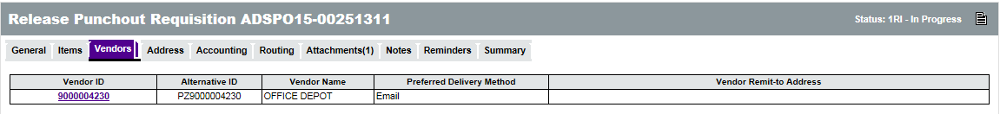 Release Punchout Requisition ADSPO15-00251311
Status: 1RI - In Progress
General Items Vendors Address Accounting Routing Attachments(1) Notes Reminders Summary
Vendor ID Alternative ID Vendor Name Preferred Delivery Method Vendor Remit-to Address
9000004230 PZ9000004230 OFFICE DEPOT Email